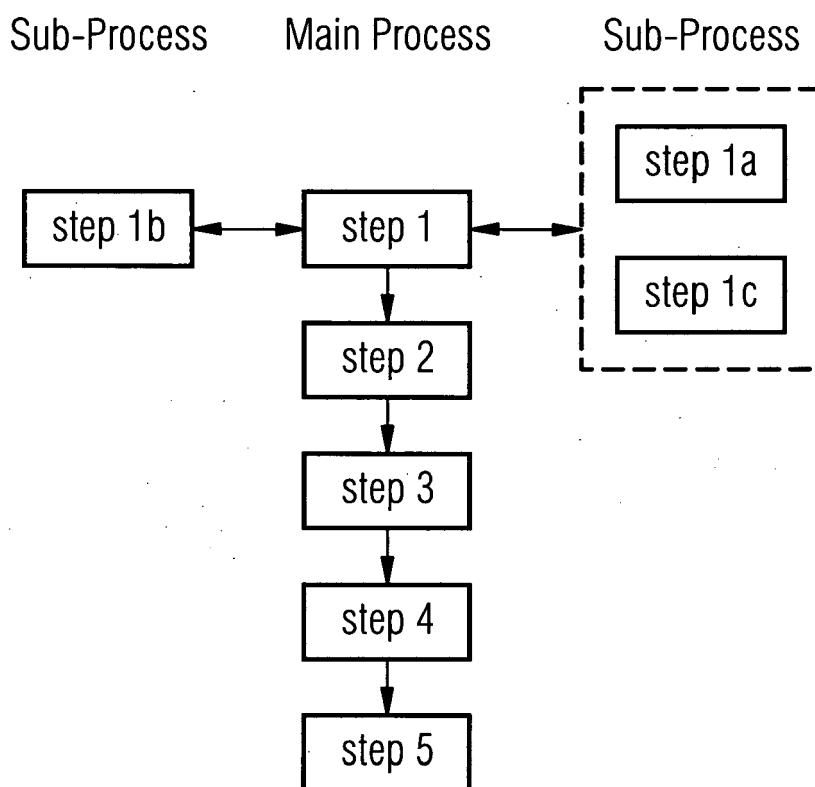 Sub-Process Main Process Sub-Process
step 1a
step 1b step 1
step 1c
step 2
step 3
step 4
step 5